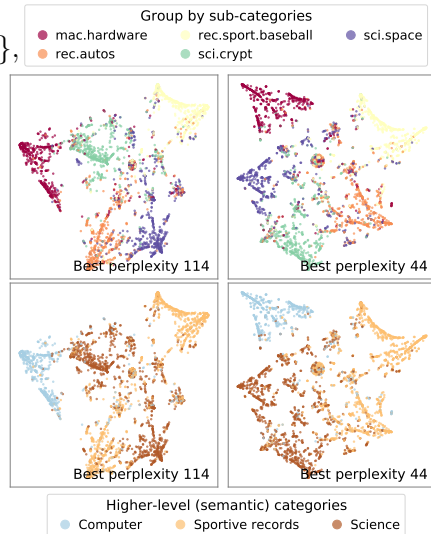 Group by sub-categories
mac.hardware rec.sport.baseball sci.space
},
rec.autos sci.crypt
Best perplexity 114 Best perplexity 44
Best perplexity 114 Best perplexity 44
Higher-level (semantic) categories
Computer Sportive records Science